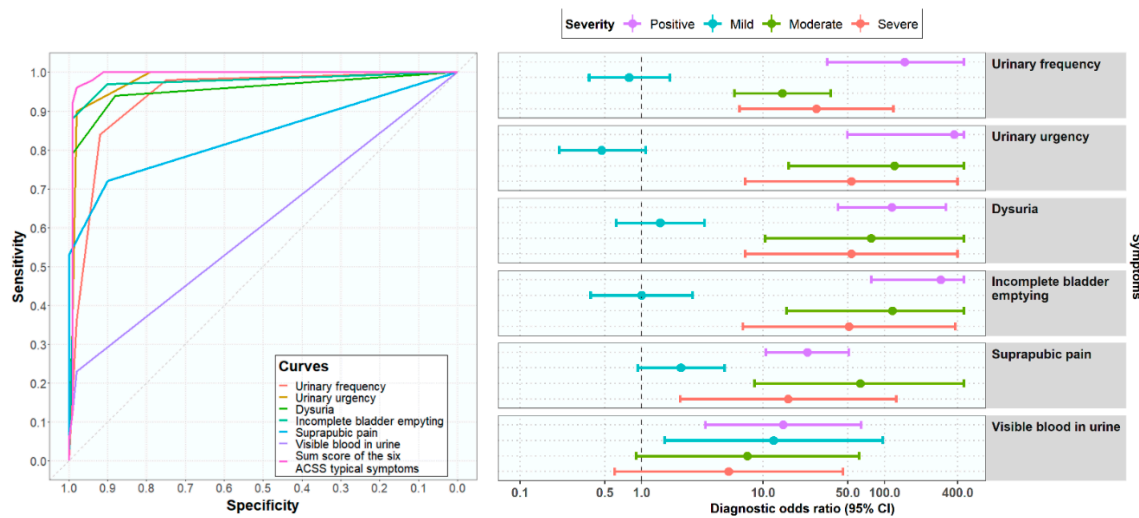 Severity Positive Mild Moderate Severe
Sensitivity
1.0
0.9
0.8
0.7
0.6
0.5
0.4
0.3
0.2
0.1
0.0
1.0 0.9 0.8 0.7 0.6 0.5 0.4 0.3 0.2 0.1 0.0
Specificity
Curves
Urinary frequency
Urinary urgency
Dysuria
Incomplete bladder empyting
Suprapubic pain
Visible blood in urine
Sum score of the six
ACSS typical symptoms
Urinary frequency
Urinary urgency
Dysuria
Incomplete bladder
emptying
Suprapubic pain
Visible blood in urine
Symptoms
0.1 0.5 1.0 10.0 50.0 100.0 400.0
Diagnostic odds ratio (95% CI)